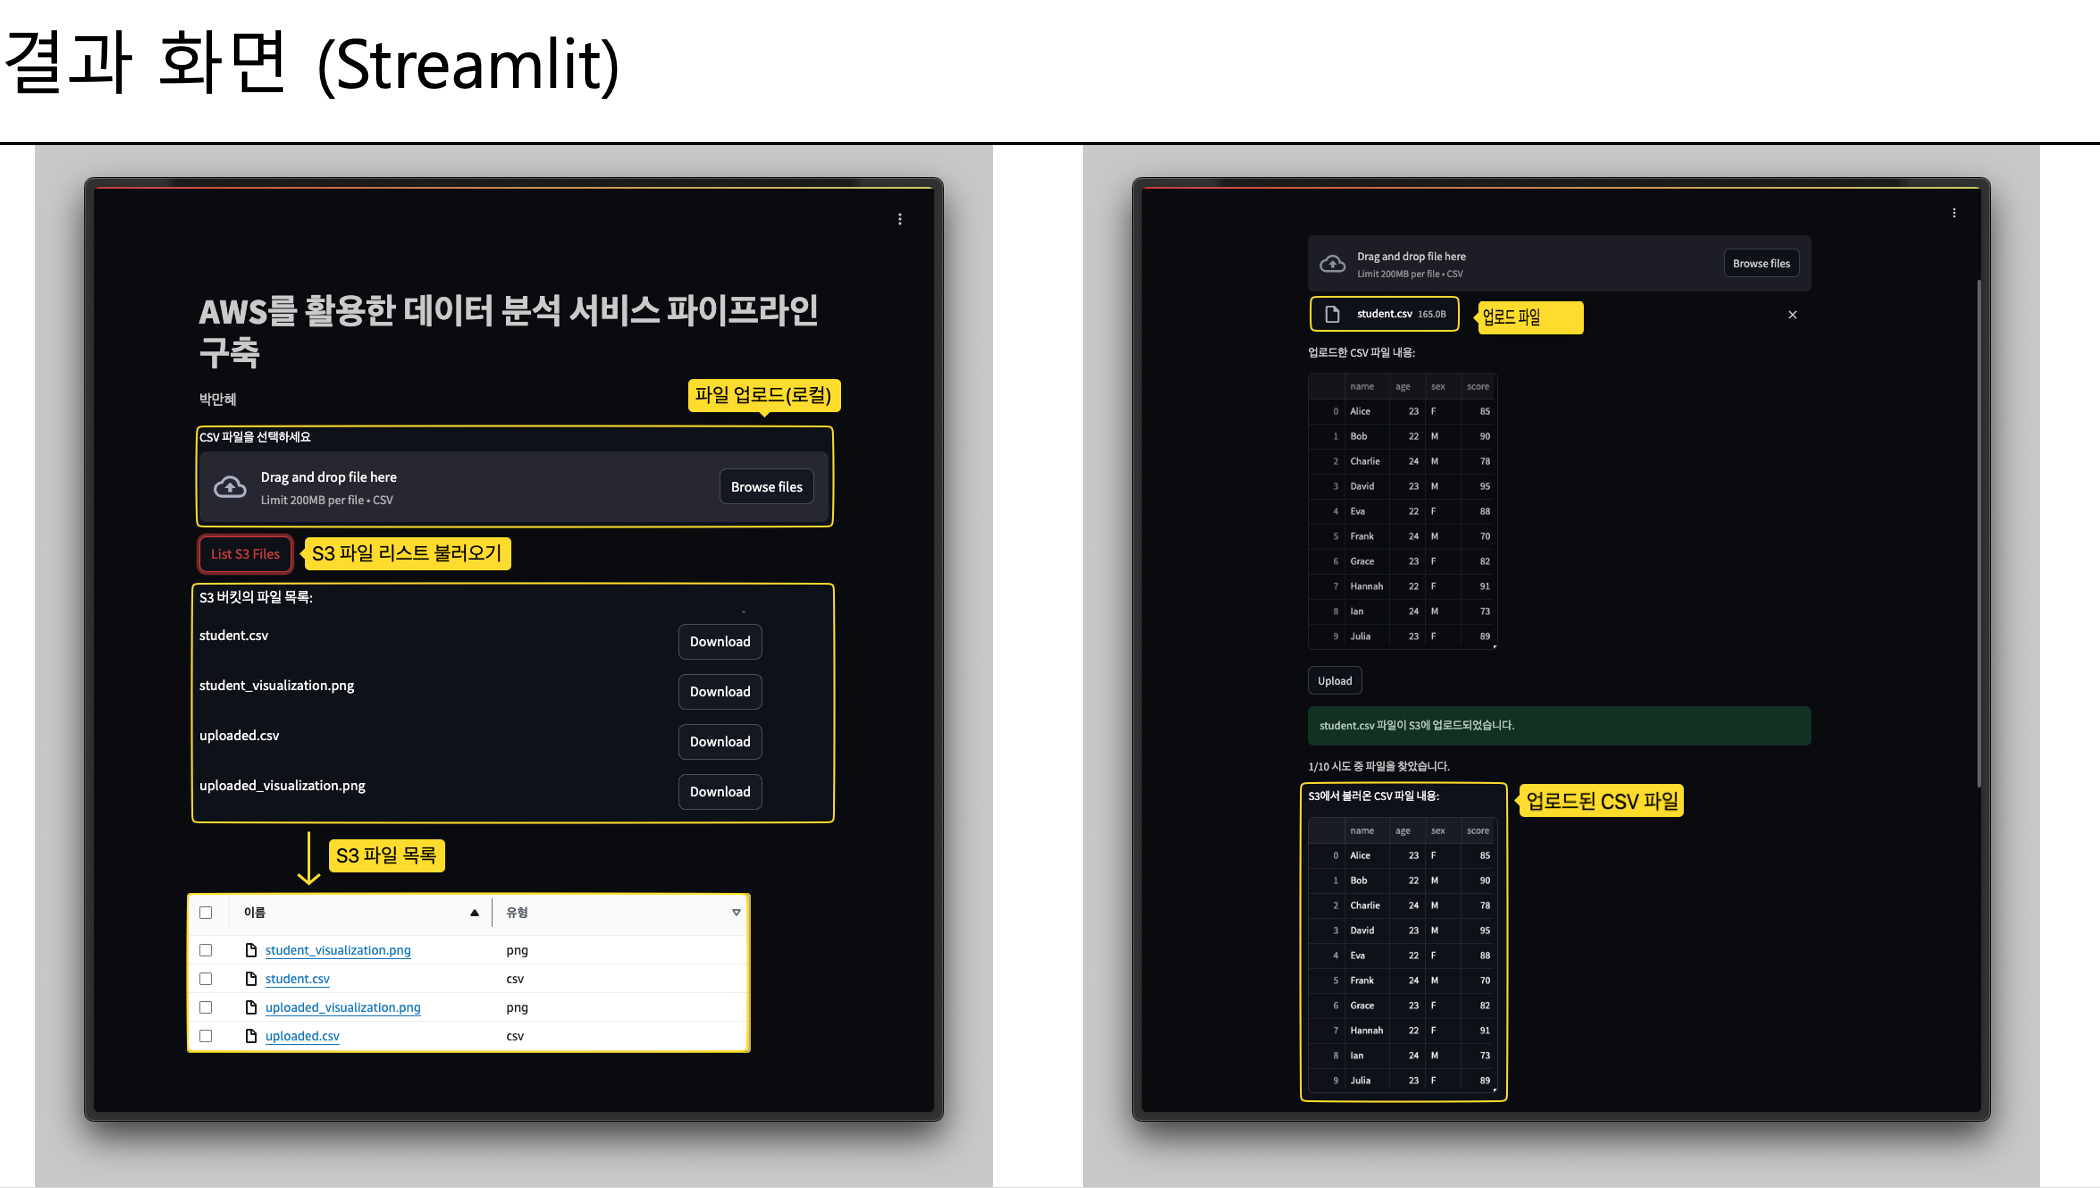 결과 화면 (Streamlit)
AWS를 활용한 데이터 분석 서비스 파이프라인
구축
박만혜
파일 업로드(로컬)
CSV 파일을 선택하세요
Drag and drop file here
Limit 200MB per file • CSV
Browse files
List S3 Files
S3 파일 리스트 불러오기
S3 버킷의 파일 목록:
student.csv Download
student_visualization.png Download
uploaded.csv Download
uploaded_visualization.png Download
S3 파일 목록
이름 유형
student_visualization.png png
student.csv csv
uploaded_visualization.png png
uploaded.csv csv
Drag and drop file here
Limit 200MB per file • CSV
Browse files
student.csv 165.0B
업로드 파일
업로드한 CSV 파일 내용:
name age sex score
0 Alice 23 F 85
1 Bob 22 M 90
2 Charlie 24 M 78
3 David 23 M 95
4 Eva 22 F 88
5 Frank 24 M 70
6 Grace 23 F 82
7 Hannah 22 F 91
8 Ian 24 M 73
9 Julia 23 F 89
Upload
student.csv 파일이 S3에 업로드되었습니다.
1/10 시도 중 파일을 찾았습니다.
S3에서 불러온 CSV 파일 내용:
업로드된 CSV 파일
name age sex score
0 Alice 23 F 85
1 Bob 22 M 90
2 Charlie 24 M 78
3 David 23 M 95
4 Eva 22 F 88
5 Frank 24 M 70
6 Grace 23 F 82
7 Hannah 22 F 91
8 Ian 24 M 73
9 Julia 23 F 89